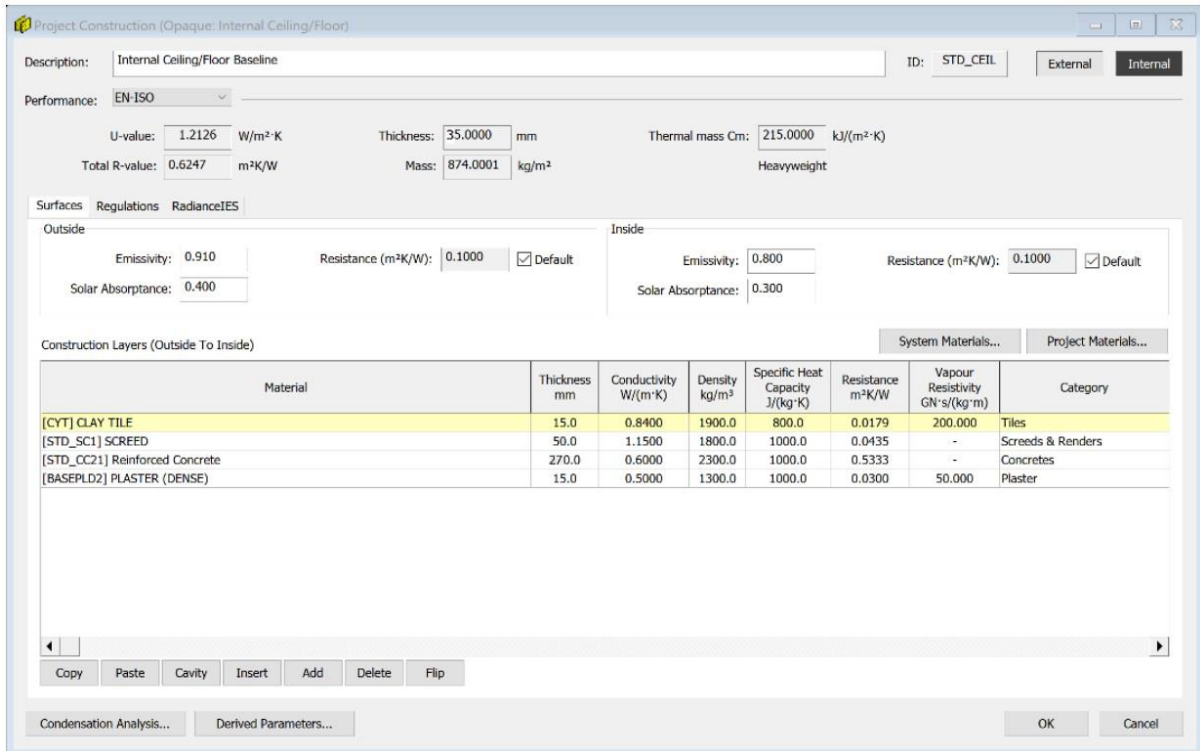 Project Construction (Opaque: Internal Ceiling/Floor)
Description: Internal Ceiling/Floor Baseline ID: STD_CEIL External Internal
Performance: EN-ISO
U-value: 1.2126 W/m²·K Thickness: 35.0000 mm Thermal mass Cm: 215.0000 kJ/(m²·K)
Total R-value: 0.6247 m²K/W Mass: 874.0001 kg/m² Heavyweight
Surfaces Regulations RadianceIES
Outside Inside
Emissivity: 0.910 Resistance (m²K/W): 0.1000 Default Emissivity: 0.800 Resistance (m²K/W): 0.1000 Default
Solar Absorptance: 0.400 Solar Absorptance: 0.300
Construction Layers (Outside To Inside) System Materials... Project Materials...
Material Thickness mm Conductivity W/(m·K) Density kg/m³ Specific Heat Capacity J/(kg·K) Resistance m²K/W Vapour Resistivity GN·s/(kg·m) Category
[CYT] CLAY TILE 15.0 0.8400 1900.0 800.0 0.0179 200.000 Tiles
[STD_SC1] SCREED 50.0 1.1500 1800.0 1000.0 0.0435 - Screeds & Renders
[STD_CC21] Reinforced Concrete 270.0 0.6000 2300.0 1000.0 0.5333 - Concretes
[BASEPLD2] PLASTER (DENSE) 15.0 0.5000 1300.0 1000.0 0.0300 50.000 Plaster
Copy Paste Cavity Insert Add Delete Flip
Condensation Analysis... Derived Parameters... OK Cancel